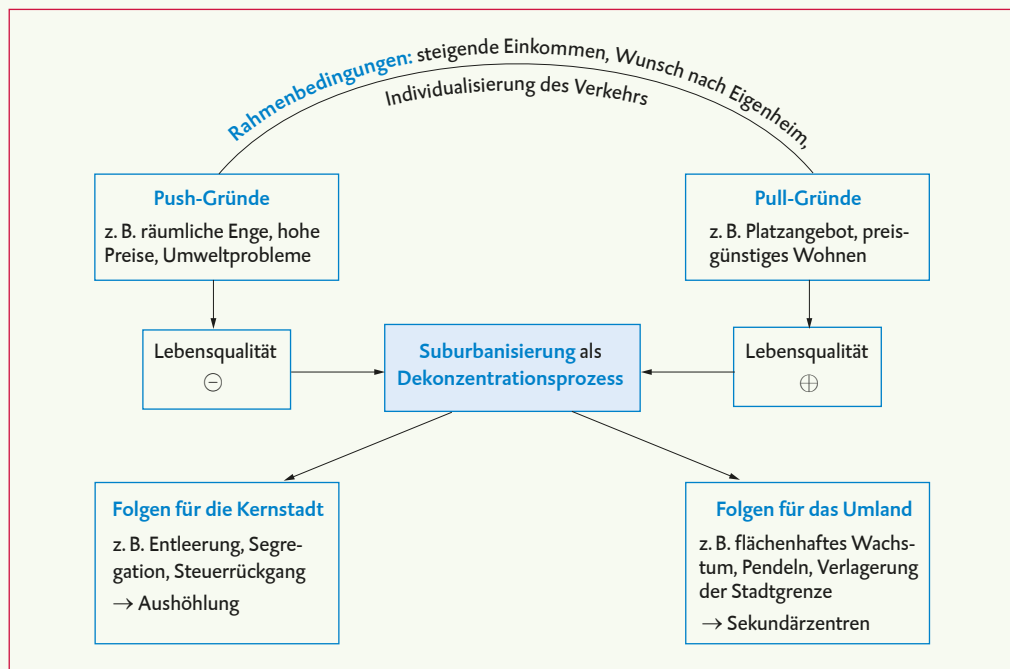 Rahmenbedingungen: steigende Einkommen, Wunsch nach Eigenheim,
Individualisierung des Verkehrs
Push-Gründe
z. B. räumliche Enge, hohe
Preise, Umweltprobleme
Pull-Gründe
z. B. Platzangebot, preis-
günstiges Wohnen
Lebensqualität
⊖
Suburbanisierung als
Dekonzentrationsprozess
Lebensqualität
⊕
Folgen für die Kernstadt
z. B. Entleerung, Segre-
gation, Steuerrückgang
→ Aushöhlung
Folgen für das Umland
z. B. flächenhaftes Wachs-
tum, Pendeln, Verlagerung
der Stadtgrenze
→ Sekundärzentren